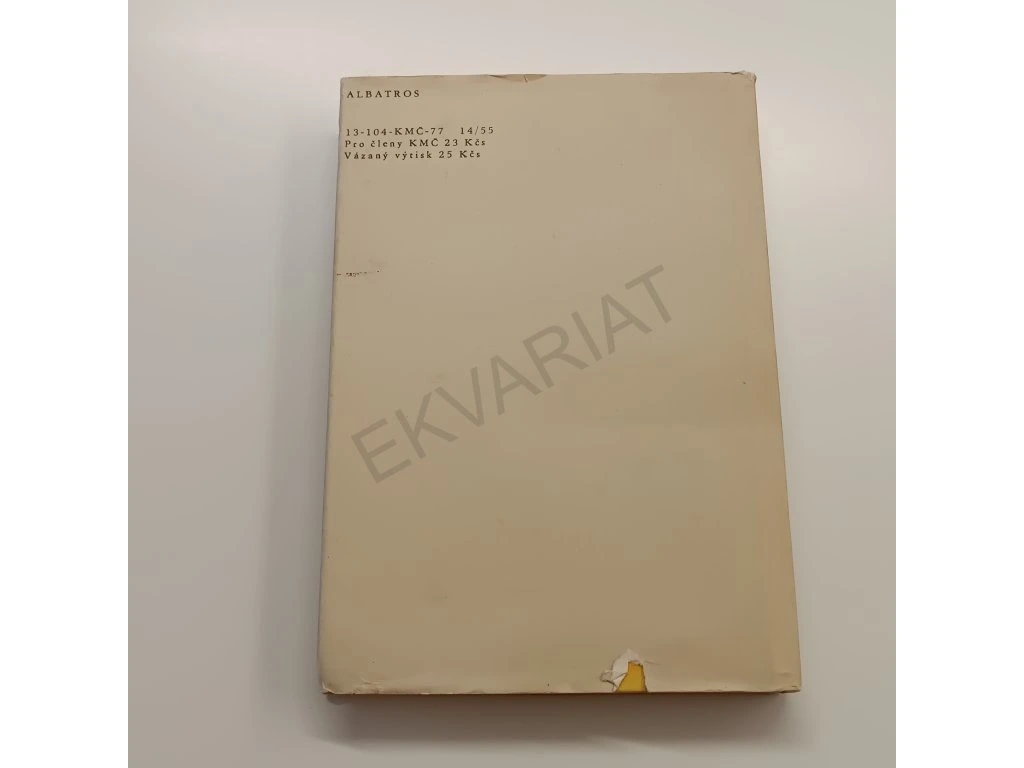 ALBATROS
13-104-KMČ-77 14/55
Pro členy KMČ 23 Kčs
Vázaný výtisk 25 Kčs
EKVARIAT